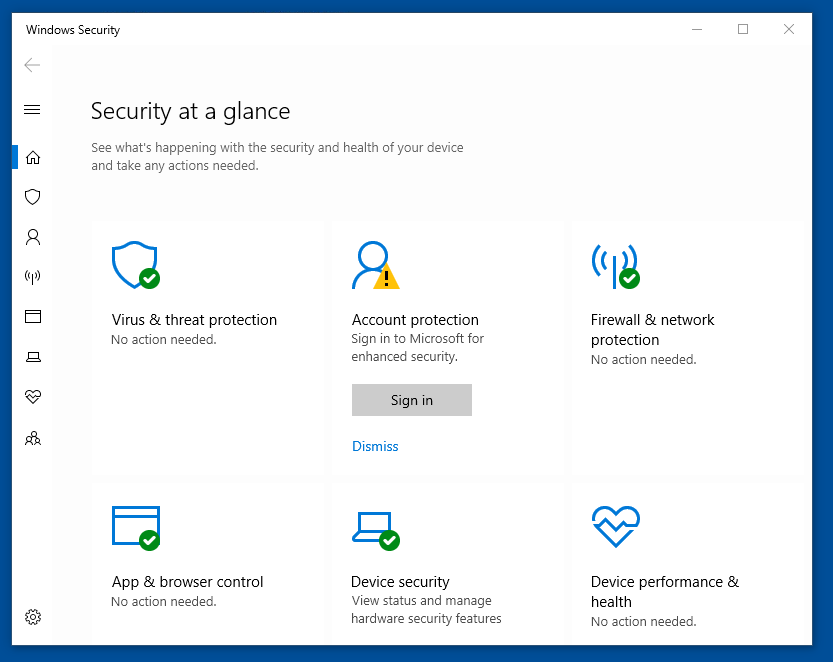 Windows Security
Security at a glance
See what's happening with the security and health of your device
and take any actions needed.
Virus & threat protection
No action needed.
Account protection
Sign in to Microsoft for
enhanced security.
Sign in
Dismiss
Firewall & network
protection
No action needed.
App & browser control
No action needed.
Device security
View status and manage
hardware security features
Device performance &
health
No action needed.